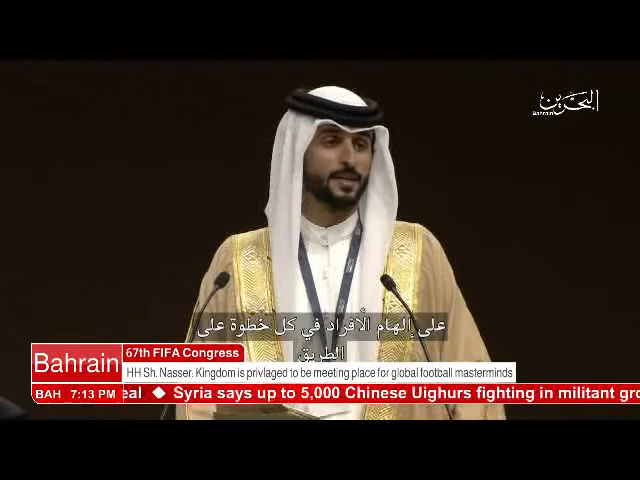 البحرين
Bahrain
على إلهام الأفراد في كل خطوة على
الطريق
Bahrain
67th FIFA Congress
HH Sh. Nasser: Kingdom is privlaged to be meeting place for global football masterminds
BAH 7:13 PM eal ◆ Syria says up to 5,000 Chinese Uighurs fighting in militant gro